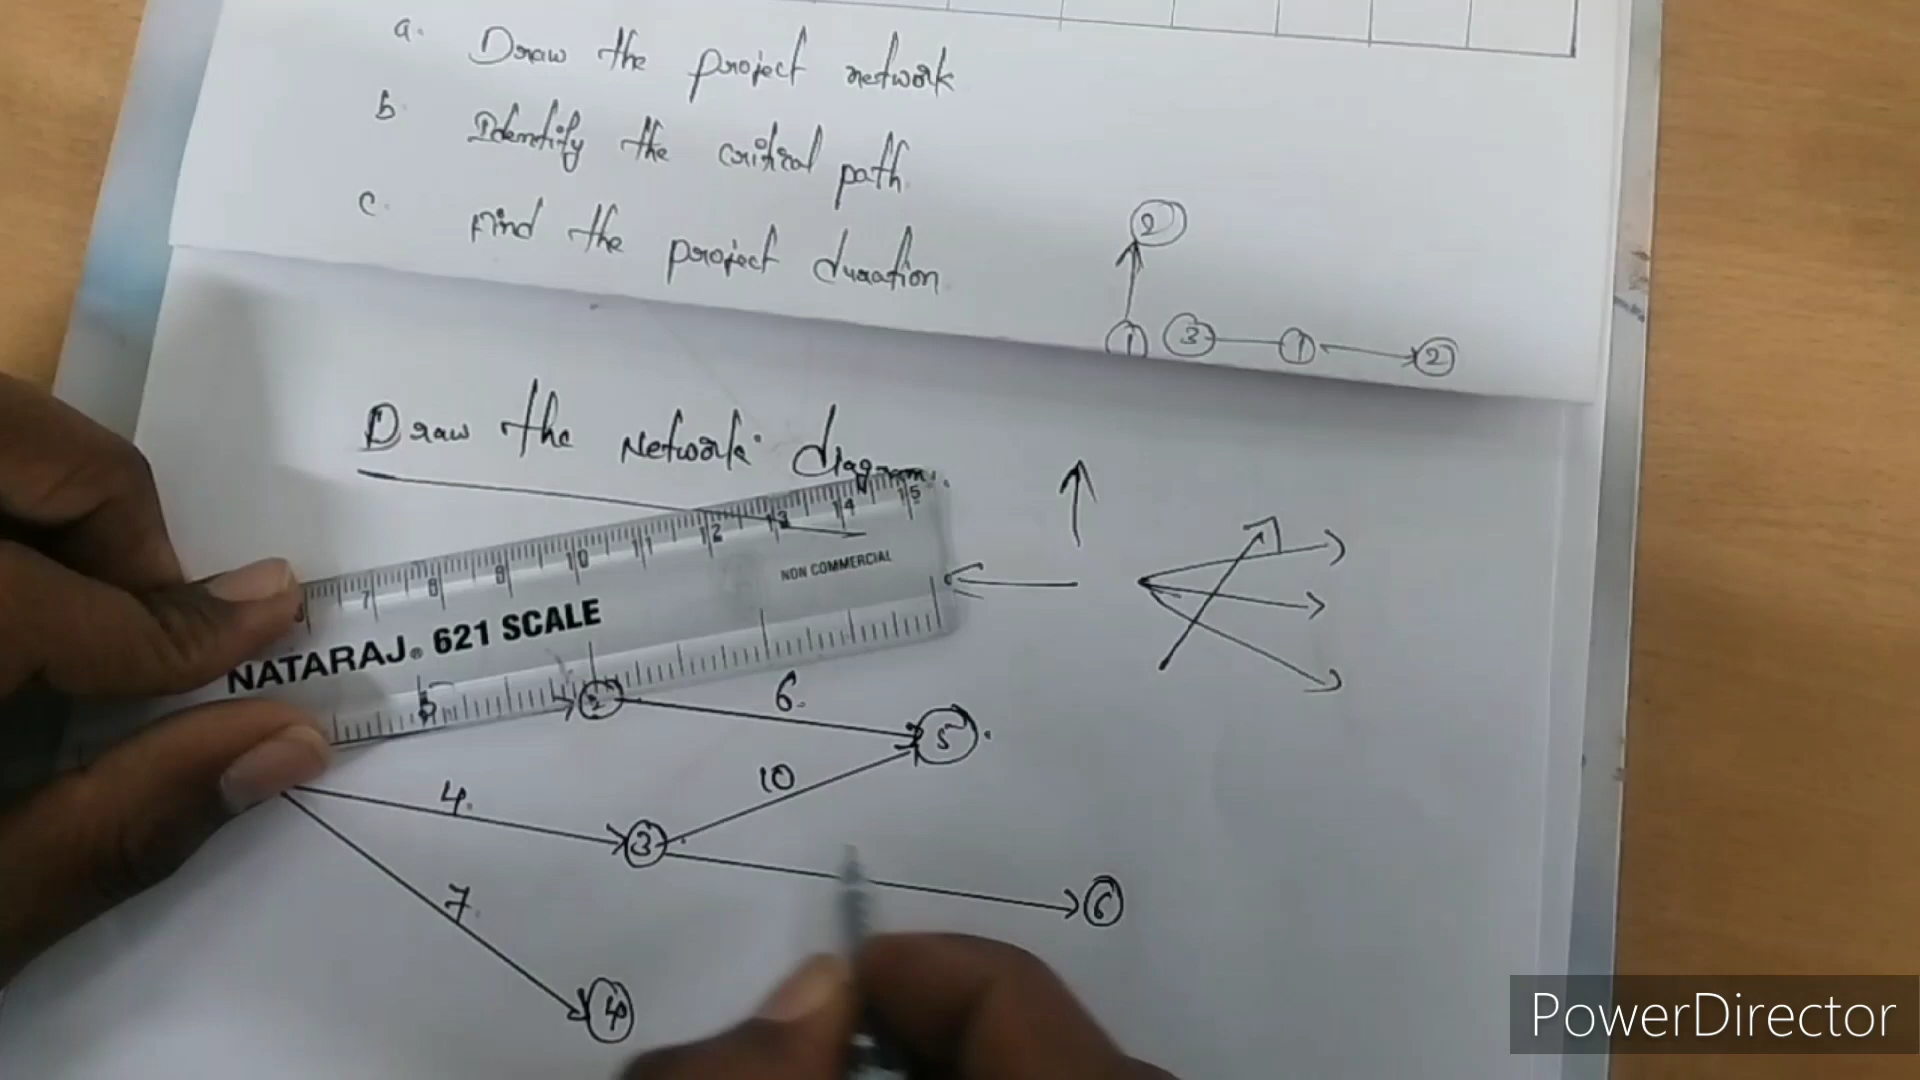 a. Draw the project network
b. Identify the critical path
c. Find the project duration
2
1 3 1 2
Draw the Network diagram.
7 8 9 10 11 12 13 14 15
NON COMMERCIAL
NATARAJ® 621 SCALE
5 2 6. 5
4. 3 10
6
7. 4
PowerDirector